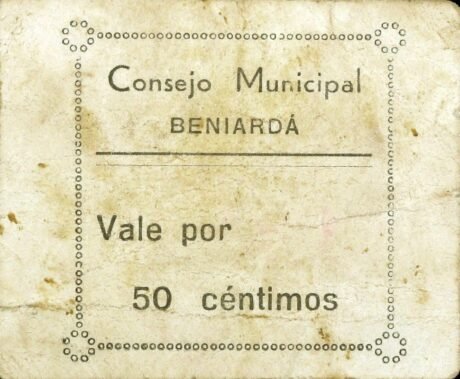 Consejo Municipal
BENIARDÁ
Vale por
50 céntimos